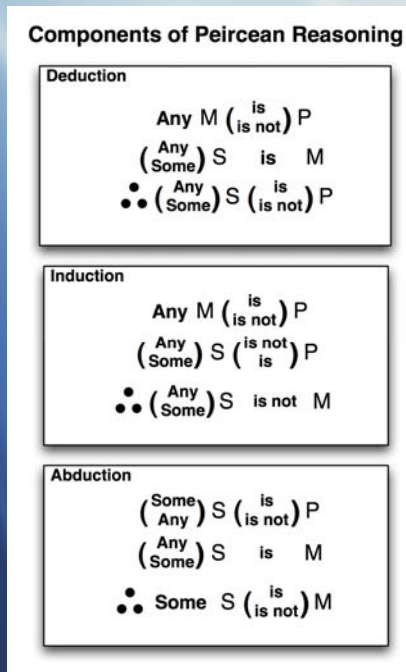 Components of Peircean Reasoning
Deduction
Any M (is / is not) P
(Any / Some) S is M
∴ (Any / Some) S (is / is not) P
Induction
Any M (is / is not) P
(Any / Some) S (is not / is) P
∴ (Any / Some) S is not M
Abduction
(Some / Any) S (is / is not) P
(Any / Some) S is M
∴ Some S (is / is not) M